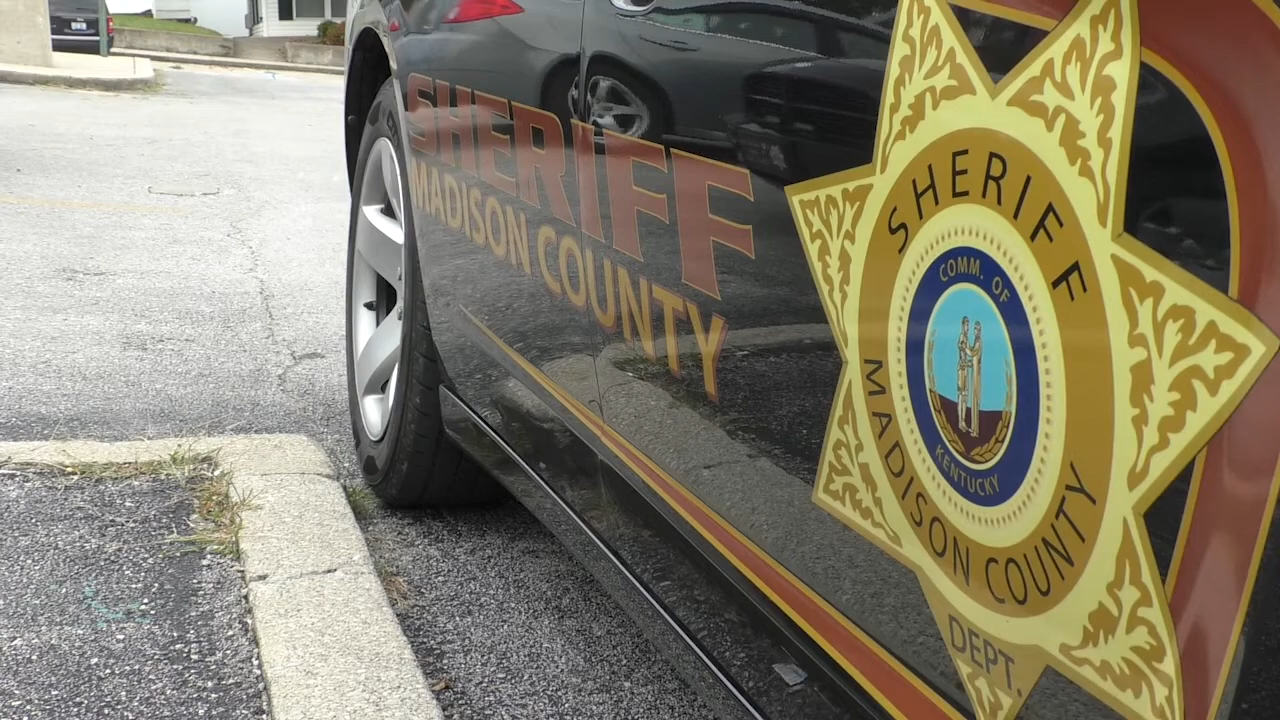 SHERIFF
MADISON COUNTY
SHERIFF
COMM. OF
KENTUCKY
MADISON COUNTY
DEPT.